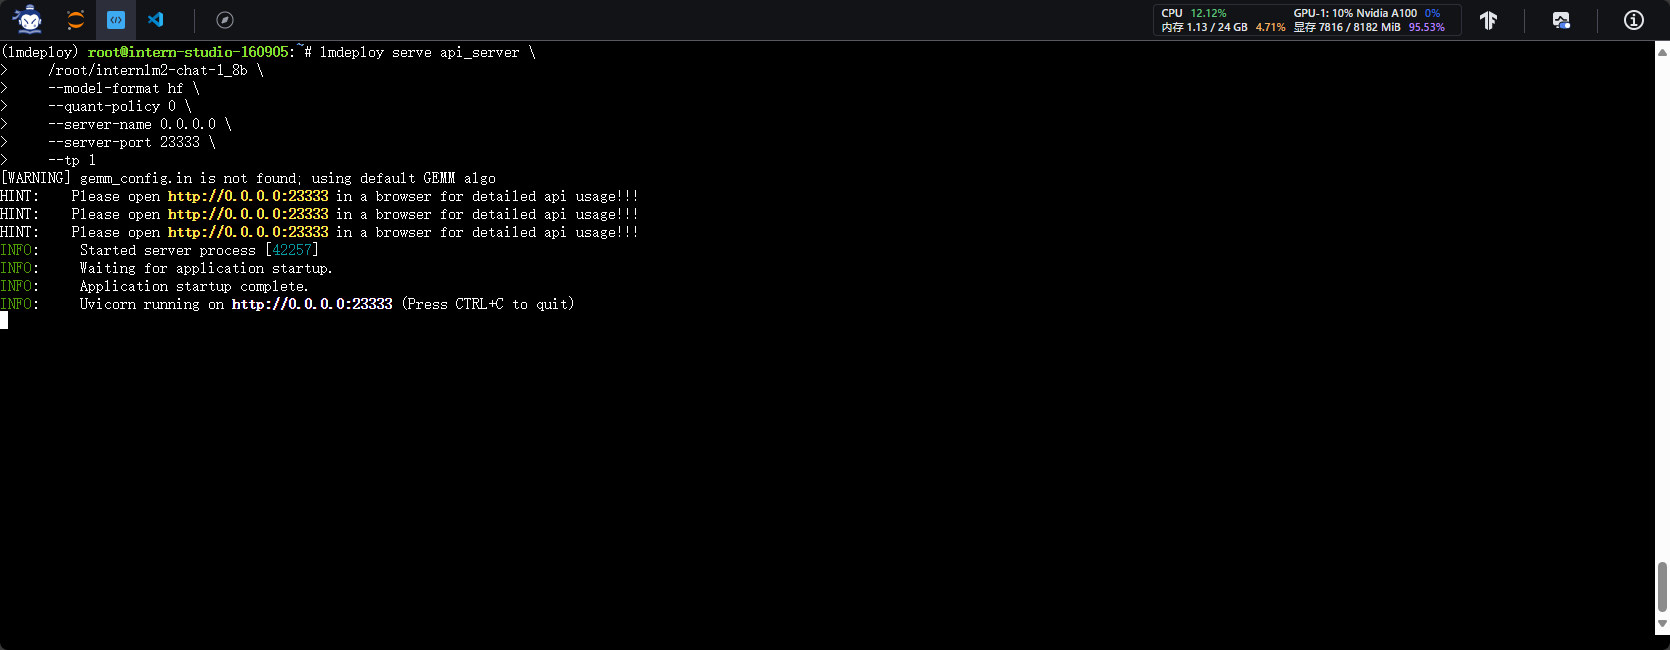 CPU 12.12% GPU-1: 10% Nvidia A100 0%
内存 1.13 / 24 GB 4.71% 显存 7816 / 8182 MiB 95.53%
(lmdeploy) root@intern-studio-160905:~# lmdeploy serve api_server \
>     /root/internlm2-chat-1_8b \
>     --model-format hf \
>     --quant-policy 0 \
>     --server-name 0.0.0.0 \
>     --server-port 23333 \
>     --tp 1
[WARNING] gemm_config.in is not found; using default GEMM algo
HINT:    Please open http://0.0.0.0:23333 in a browser for detailed api usage!!!
HINT:    Please open http://0.0.0.0:23333 in a browser for detailed api usage!!!
HINT:    Please open http://0.0.0.0:23333 in a browser for detailed api usage!!!
INFO:     Started server process [42257]
INFO:     Waiting for application startup.
INFO:     Application startup complete.
INFO:     Uvicorn running on http://0.0.0.0:23333 (Press CTRL+C to quit)